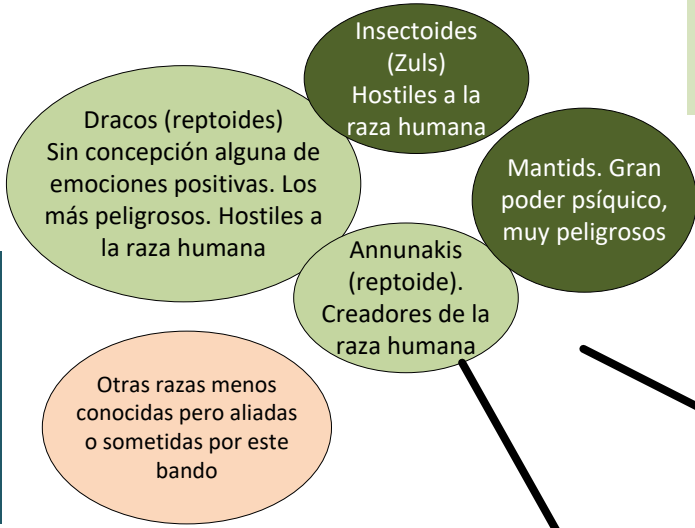 Insectoides
(Zuls)
Hostiles a la
raza humana
Dracos (reptoides)
Sin concepción alguna de
emociones positivas. Los
más peligrosos. Hostiles a
la raza humana
Mantids. Gran
poder psíquico,
muy peligrosos
Annunakis
(reptoide).
Creadores de la
raza humana
Otras razas menos
conocidas pero aliadas
o sometidas por este
bando